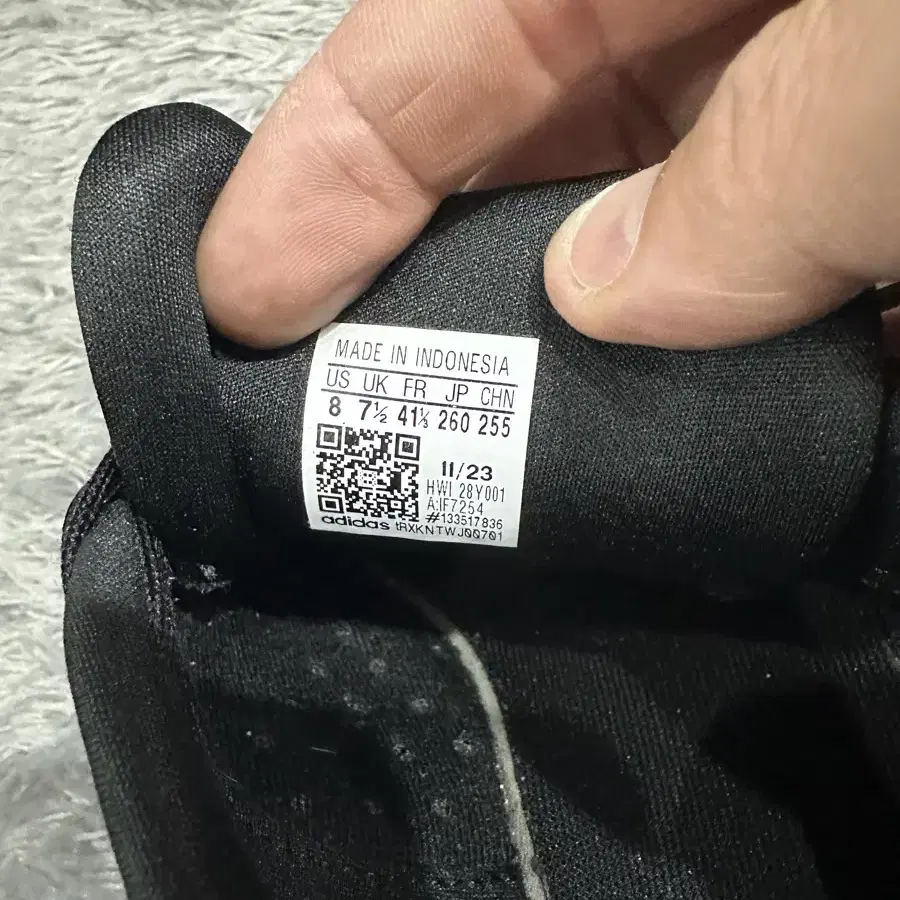 MADE IN INDONESIA
US UK FR JP CHN
8 7½ 41⅓ 260 255
11/23
HWI 28Y001
A:IF7254
#133517836
adidas tRXKNTWJ0Q701